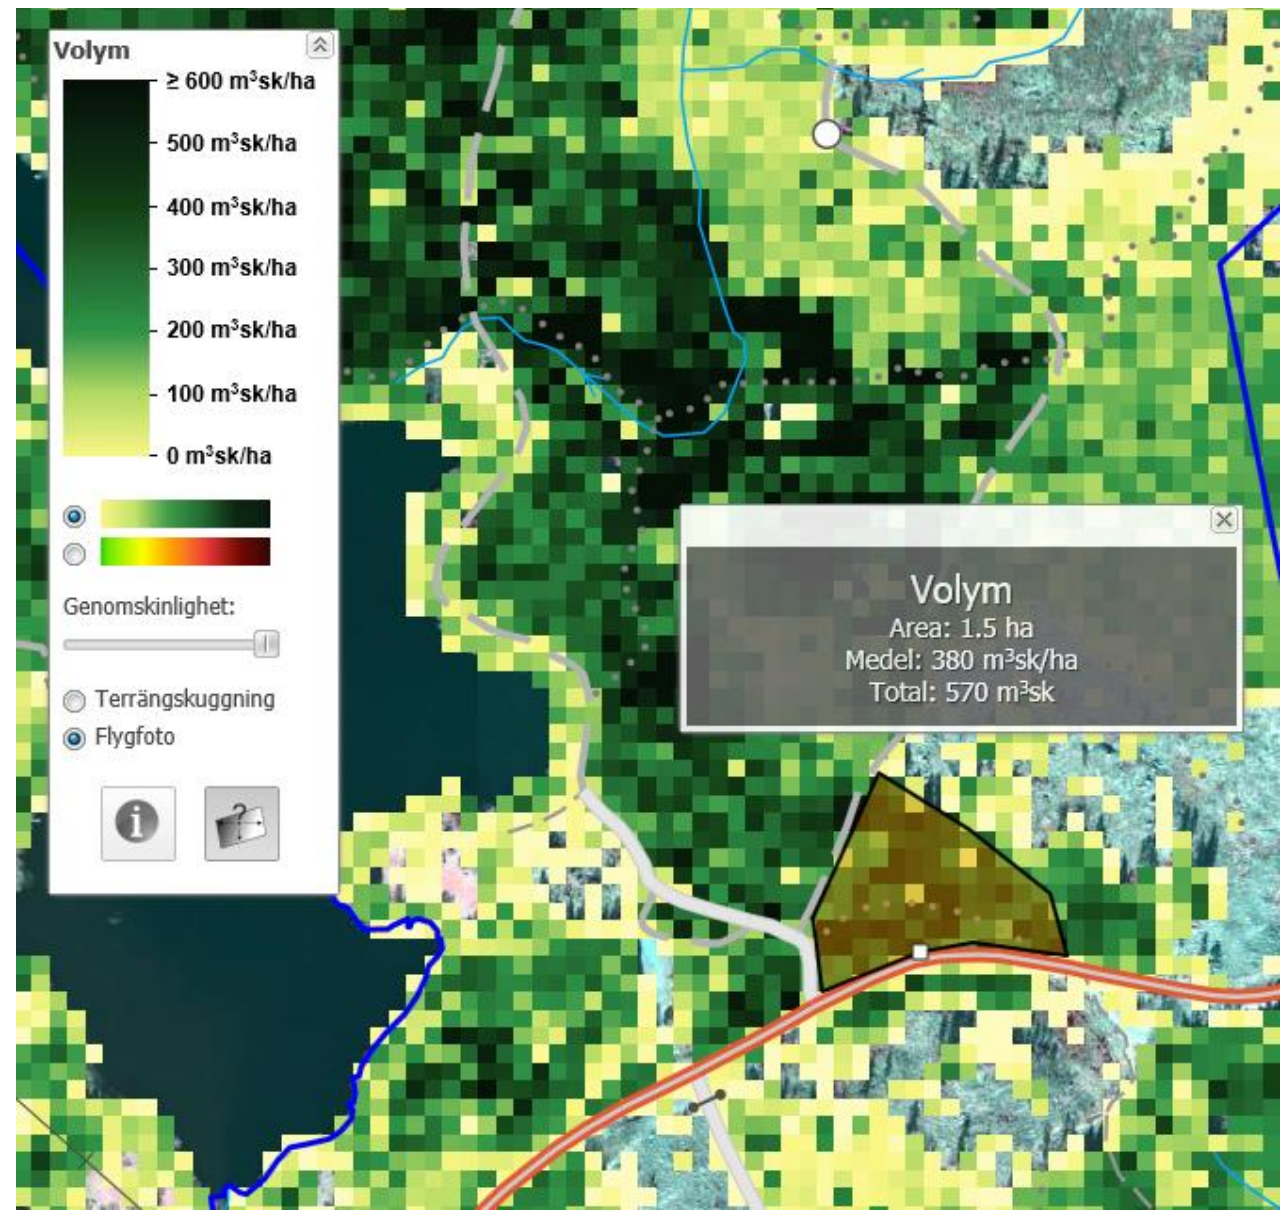 Volym
≥ 600 m³sk/ha
500 m³sk/ha
400 m³sk/ha
300 m³sk/ha
200 m³sk/ha
100 m³sk/ha
0 m³sk/ha
Genomskinlighet:
Terrängskuggning
Flygfoto
Volym
Area: 1.5 ha
Medel: 380 m³sk/ha
Total: 570 m³sk